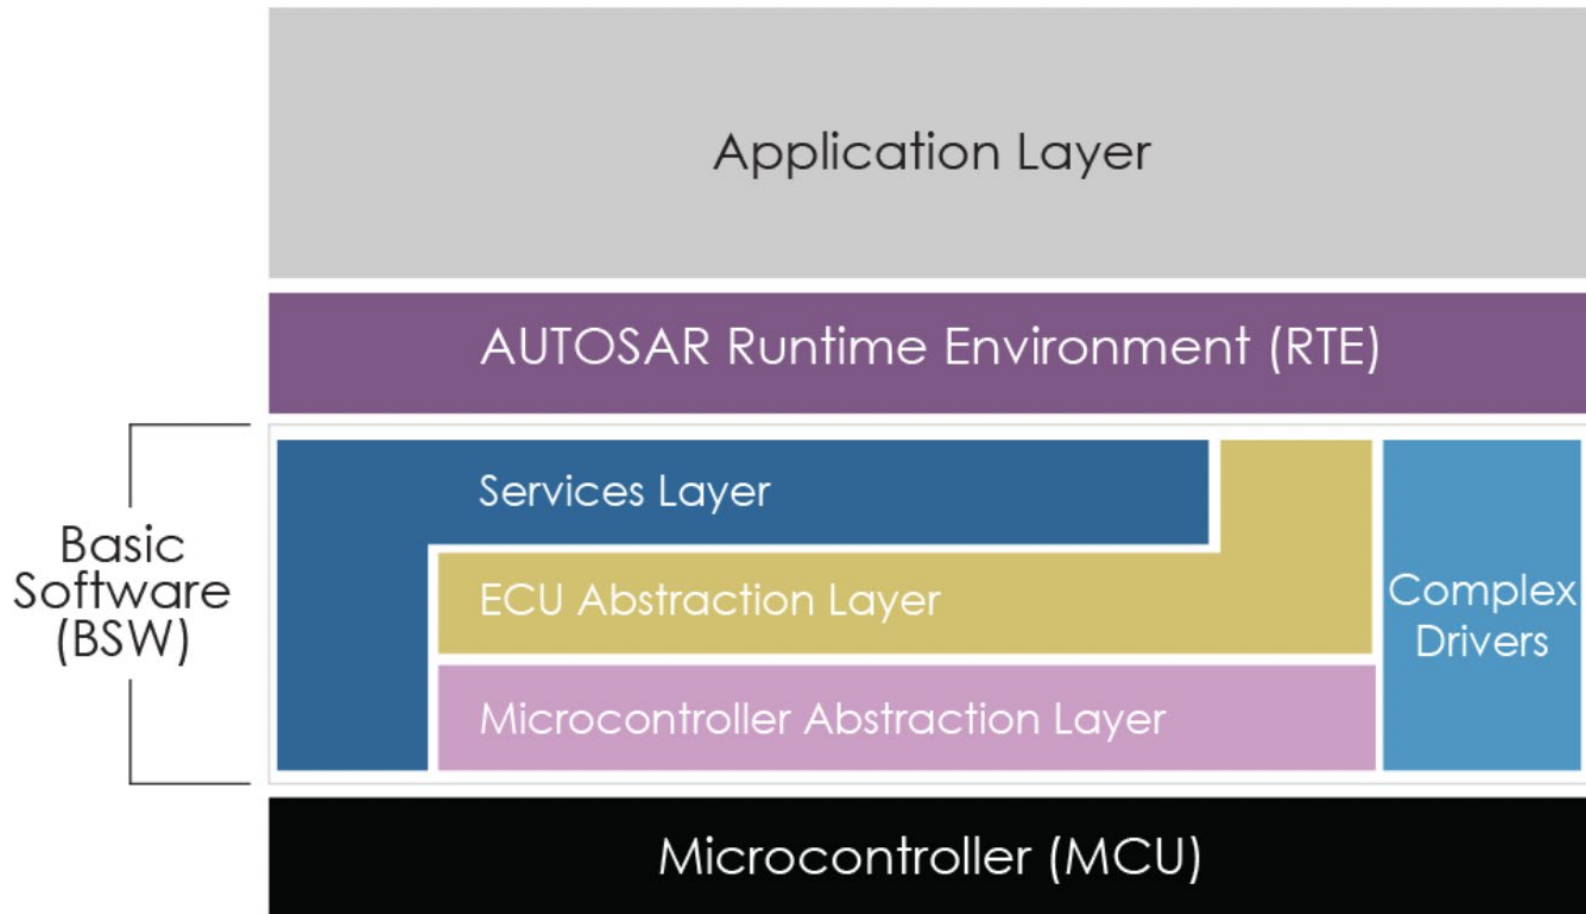 Application Layer
AUTOSAR Runtime Environment (RTE)
Basic
Software
(BSW)
Services Layer
ECU Abstraction Layer
Microcontroller Abstraction Layer
Complex
Drivers
Microcontroller (MCU)